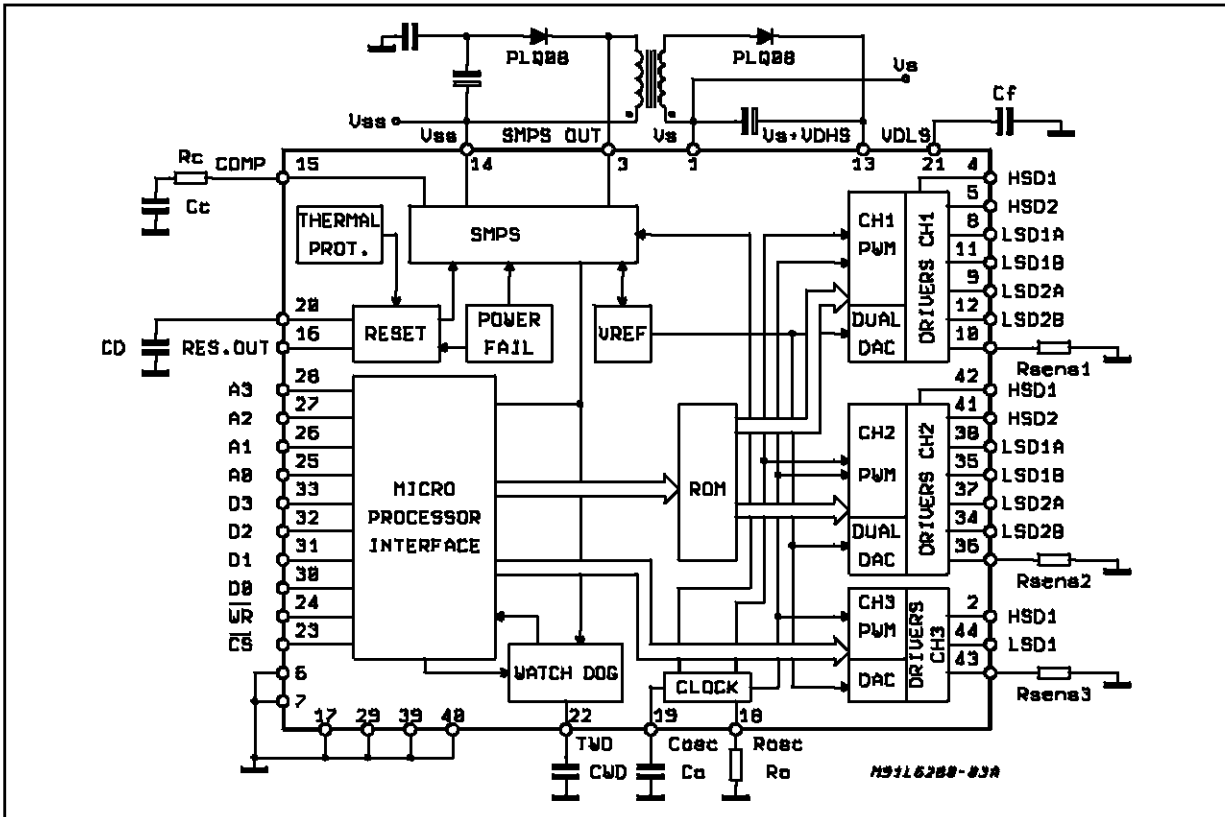 PLQ08
PLQ08
Vs
Cf
Vss
Vss
SMPS OUT
Vs
Vs+VDHS
VDLS
Rc
COMP
15
14
3
1
13
21
4
HSD1
Ct
5
HSD2
THERMAL
PROT.
SMPS
CH1
PWM
DRIVERS CH1
8
LSD1A
11
LSD1B
9
LSD2A
20
12
LSD2B
CD
RES.OUT
16
RESET
POWER
FAIL
VREF
DUAL
DAC
10
Rsens1
28
42
A3
HSD1
27
41
A2
HSD2
26
38
A1
CH2
PWM
DRIVERS CH2
LSD1A
25
35
A0
LSD1B
33
MICRO
PROCESSOR
INTERFACE
ROM
37
D3
LSD2A
32
34
D2
LSD2B
31
DUAL
DAC
36
D1
Rsens2
30
D0
24
CH3
PWM
DRIVERS
CH3
2
WR
HSD1
23
44
CS
LSD1
43
6
WATCH DOG
CLOCK
DAC
Rsens3
7
17
29
39
40
22
19
18
TWD
Cosc
Rosc
CWD
Co
Ro
M91L6280-03A